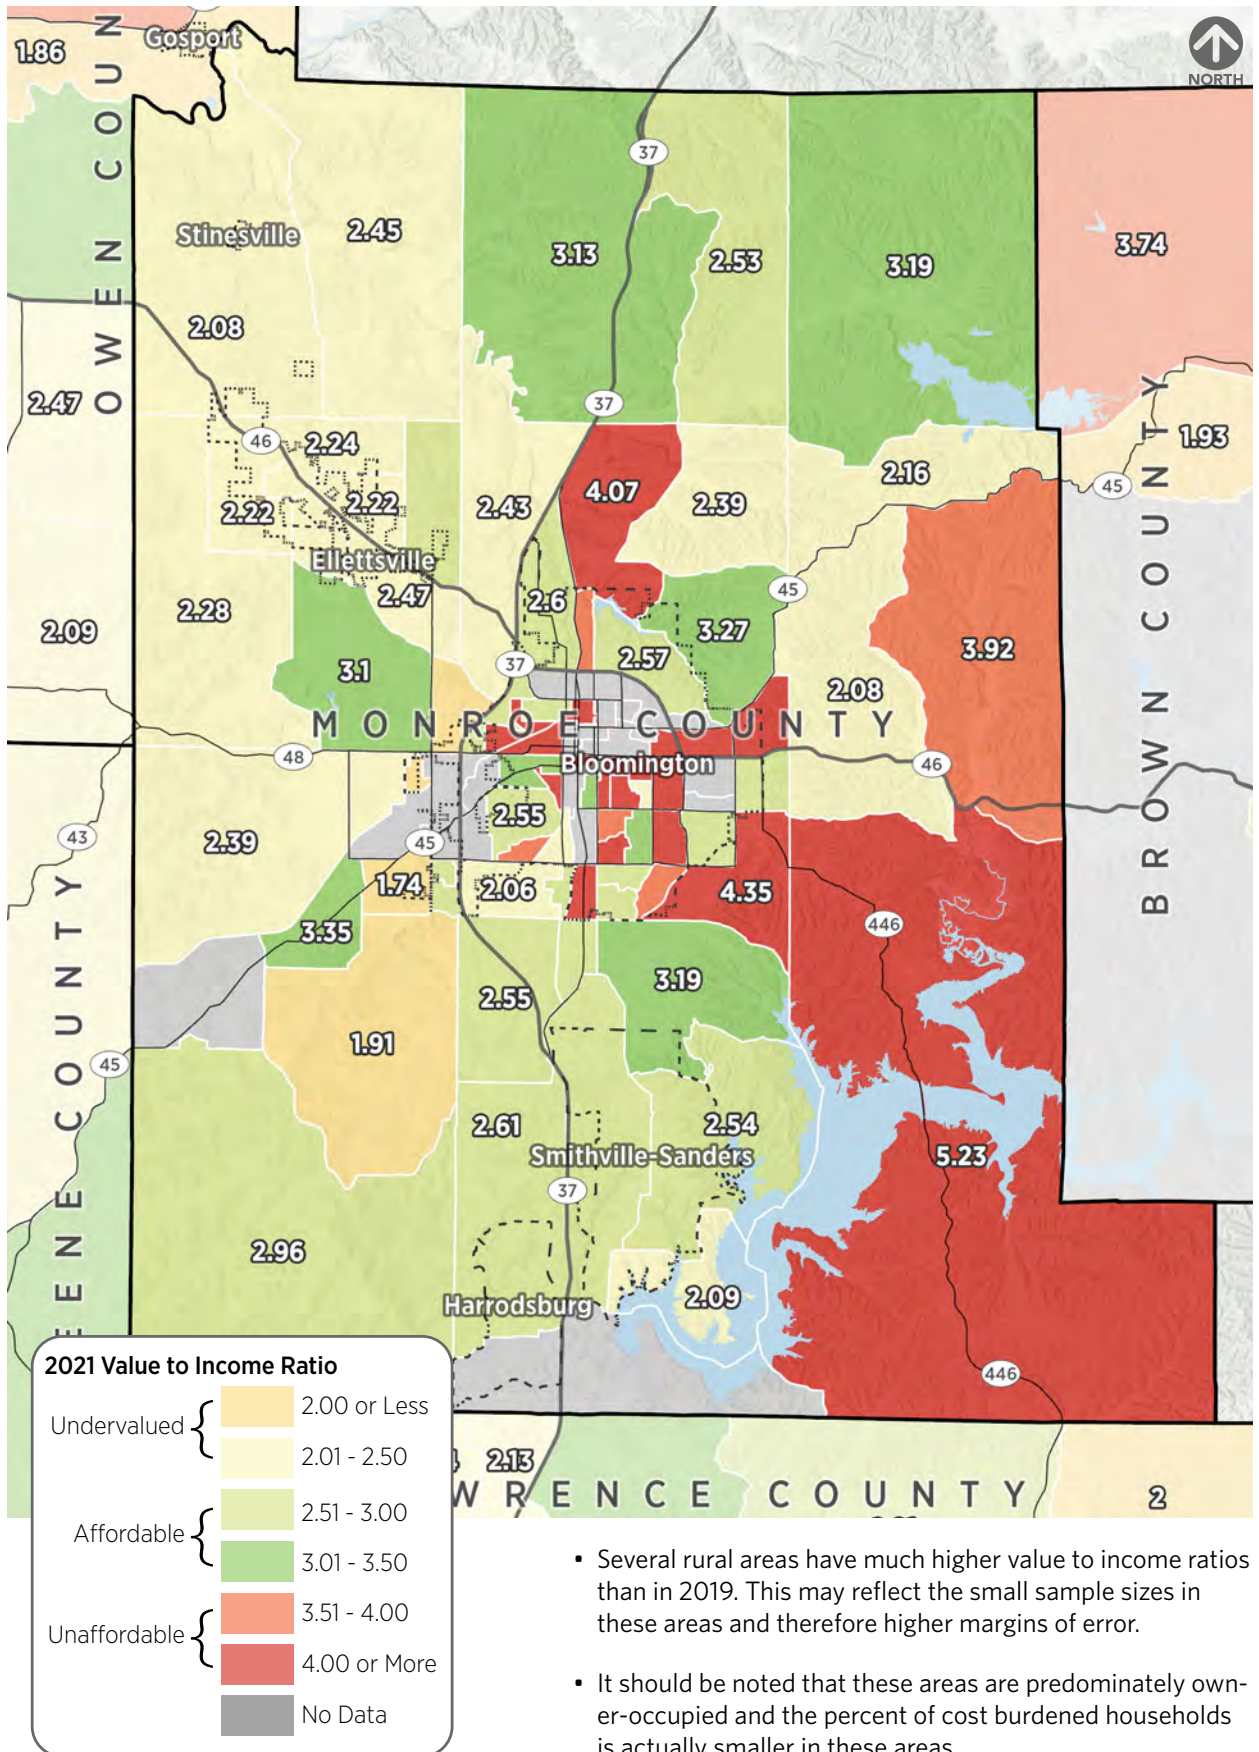 Gosport
1.86
NORTH
OWEN COUN
37
Stinesville
2.45
3.13
2.53
3.19
3.74
2.08
2.47
37
46
2.24
2.22
2.22
2.43
4.07
2.39
2.16
1.93
45
Ellettsville
2.47
2.28
2.6
3.27
45
2.09
3.1
37
2.57
2.08
3.92
MONROE COUNTY
BROWN COUNTY
48
Bloomington
46
43
2.39
2.55
45
1.74
2.06
4.35
446
3.35
3.19
2.55
1.91
45
EENE COUNTY
2.61
2.54
Smithville-Sanders
5.23
37
2.96
Harrodsburg
2.09
446
2.13
WRENCE COUNTY
2
2021 Value to Income Ratio
Undervalued
2.00 or Less
2.01 - 2.50
Affordable
2.51 - 3.00
3.01 - 3.50
Unaffordable
3.51 - 4.00
4.00 or More
No Data
• Several rural areas have much higher value to income ratios
than in 2019. This may reflect the small sample sizes in
these areas and therefore higher margins of error.
• It should be noted that these areas are predominately own-
er-occupied and the percent of cost burdened households
is actually smaller in these areas